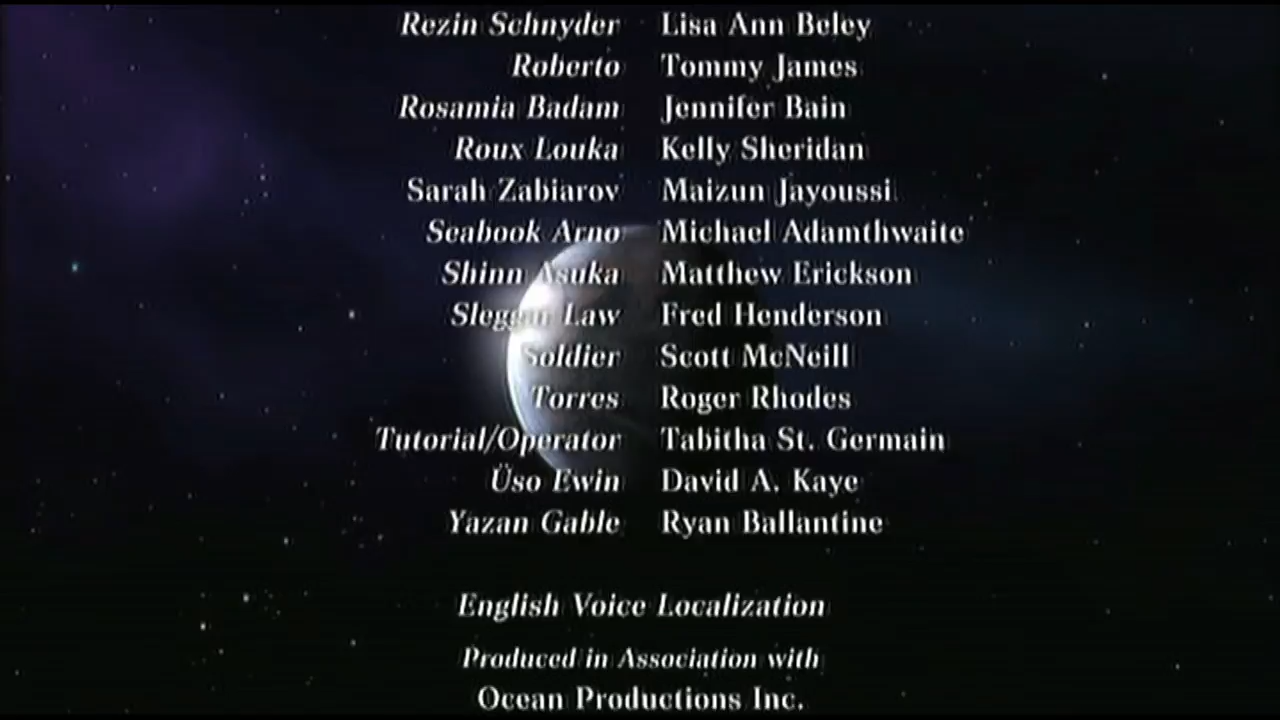 Rezin Schnyder Lisa Ann Beley
Roberto Tommy James
Rosamia Badam Jennifer Bain
Roux Louka Kelly Sheridan
Sarah Zabiarov Maizun Jayoussi
Seabook Arno Michael Adamthwaite
Shinn Asuka Matthew Erickson
Sleggar Law Fred Henderson
Soldier Scott McNeill
Torres Roger Rhodes
Tutorial/Operator Tabitha St. Germain
Üso Ewin David A. Kaye
Yazan Gable Ryan Ballantine
English Voice Localization
Produced in Association with
Ocean Productions Inc.